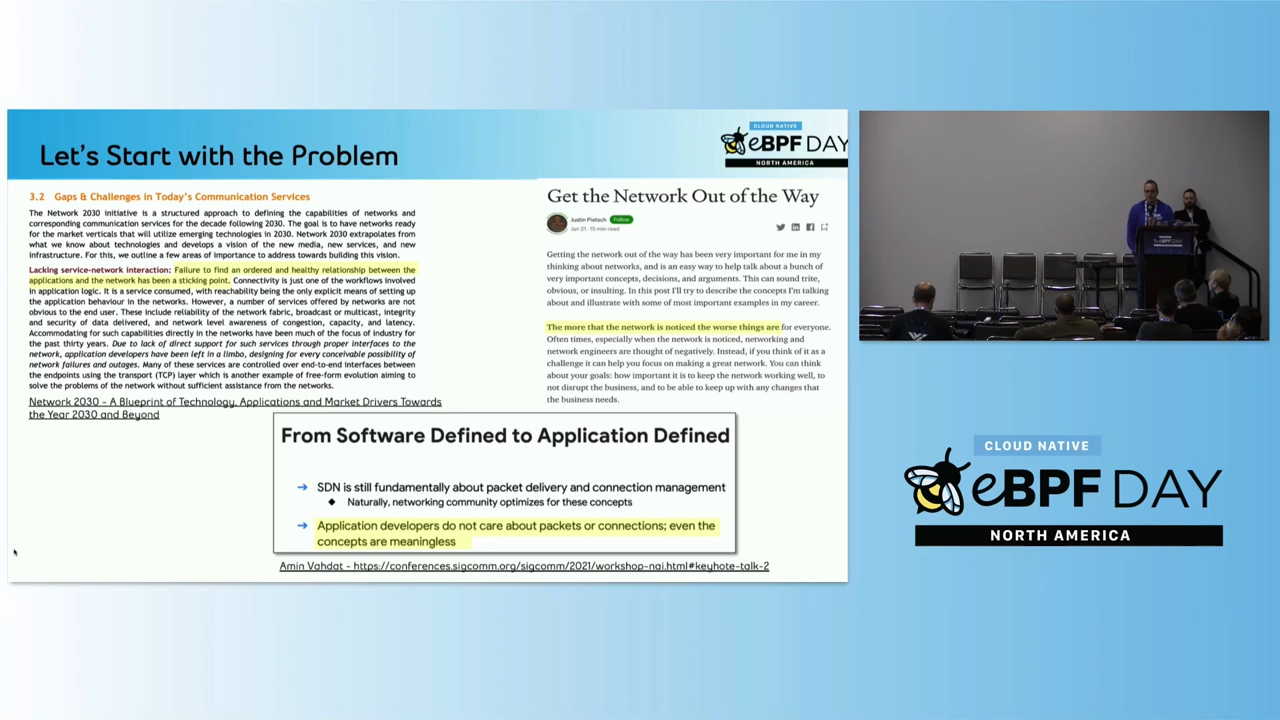 Let's Start with the Problem
CLOUD NATIVE
eBPF DAY
NORTH AMERICA
3.2 Gaps & Challenges in Today's Communication Services
The Network 2030 initiative is a structured approach to defining the capabilities of networks and
corresponding communication services for the decade following 2030. The goal is to have networks ready
for the market verticals that will utilize emerging technologies in 2030. Network 2030 extrapolates from
what we know about technologies and develops a vision of the new media, new services, and new
infrastructure. For this, we outline a few areas of importance to address towards building this vision.
Lacking service-network interaction: Failure to find an ordered and healthy relationship between the
applications and the network has been a sticking point. Connectivity is just one of the workflows involved
in application logic. It is a service consumed, with reachability being the only explicit means of setting up
the application behaviour in the networks. However, a number of services offered by networks are not
obvious to the end user. These include reliability of the network fabric, broadcast or multicast, integrity
and security of data delivered, and network level awareness of congestion, capacity, and latency.
Accommodating for such capabilities directly in the networks have been much of the focus of industry for
the past thirty years. Due to lack of direct support for such services through proper interfaces to the
network, application developers have been left in a limbo, designing for every conceivable possibility of
network failures and outages. Many of these services are controlled over end-to-end interfaces between
the endpoints using the transport (TCP) layer which is another example of free-form evolution aiming to
solve the problems of the network without sufficient assistance from the networks.
Network 2030 - A Blueprint of Technology, Applications and Market Drivers Towards
the Year 2030 and Beyond
Get the Network Out of the Way
Justin Pietsch Follow
Jan 21 · 15 min read
Getting the network out of the way has been very important for me in my
thinking about networks, and is an easy way to help talk about a bunch of
very important concepts, decisions, and arguments. This can sound trite,
obvious, or insulting. In this post I'll try to describe the concepts I'm talking
about and illustrate with some of most important examples in my career.
The more that the network is noticed the worse things are for everyone.
Often times, especially when the network is noticed, networking and
network engineers are thought of negatively. Instead, if you think of it as a
challenge it can help you focus on making a great network. You can think
about your goals: how important it is to keep the network working well, to
not disrupt the business, and to be able to keep up with any changes that
the business needs.
From Software Defined to Application Defined
SDN is still fundamentally about packet delivery and connection management
Naturally, networking community optimizes for these concepts
Application developers do not care about packets or connections; even the
concepts are meaningless
Amin Vahdat - https://conferences.sigcomm.org/sigcomm/2021/workshop-nai.html#keyhote-talk-2
CLOUD NATIVE
eBPF DAY
NORTH AMERICA